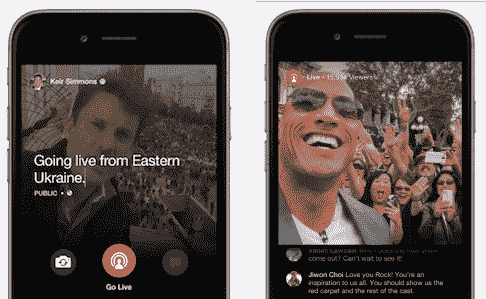 Keir Simmons
Going live from Eastern
Ukraine.
PUBLIC
Go Live
Live • 15,934 Viewers
come out? Can't wait to see it!
Jiwon Choi Love you Rock! You're an
inspiration to us all. You should show us the
red carpet and the rest of the cast.